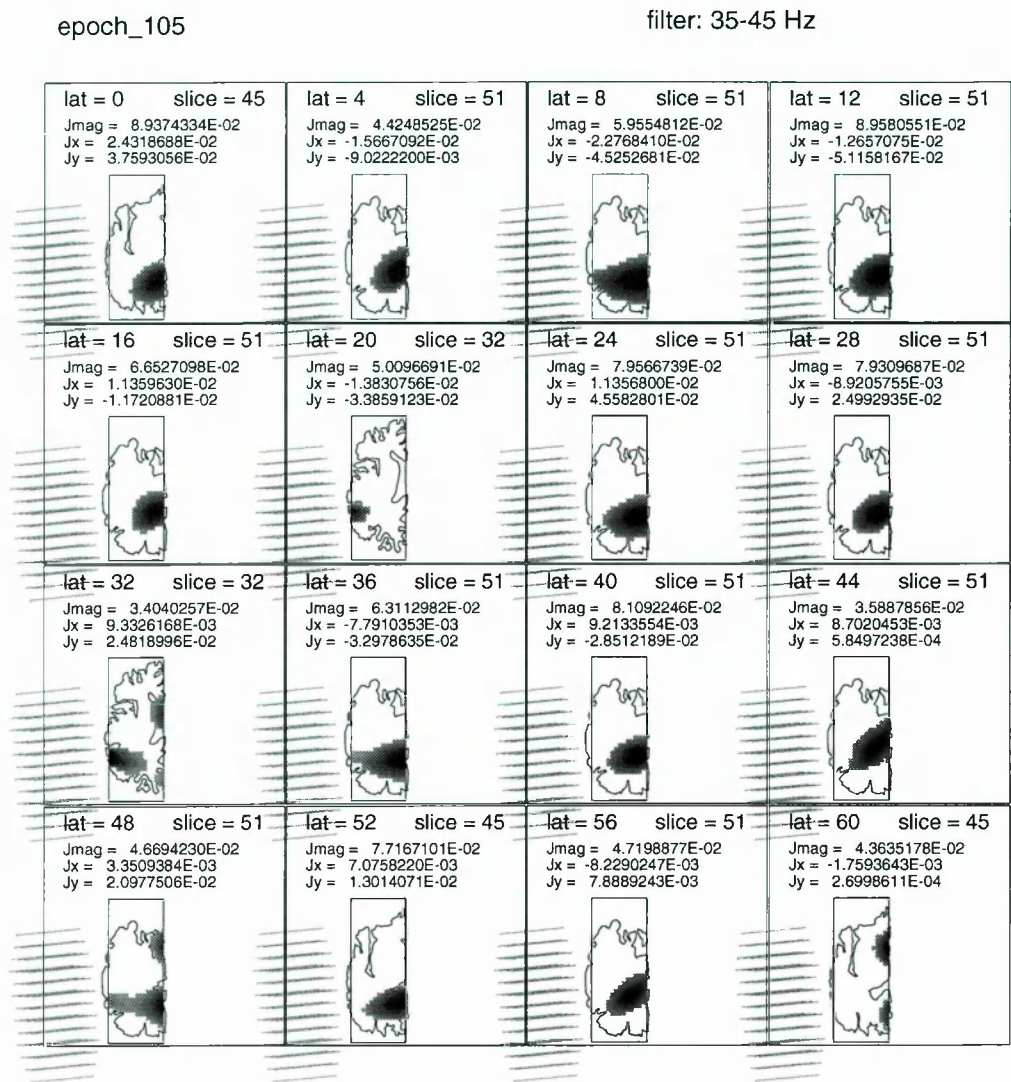 epoch_105 filter: 35-45 Hz
lat = 0 slice = 45
Jmag = 8.9374334E-02
Jx = 2.4318688E-02
Jy = 3.7593056E-02
lat = 4 slice = 51
Jmag = 4.4248525E-02
Jx = -1.5667092E-02
Jy = -9.0222200E-03
lat = 8 slice = 51
Jmag = 5.9554812E-02
Jx = -2.2768410E-02
Jy = -4.5252681E-02
lat = 12 slice = 51
Jmag = 8.9580551E-02
Jx = -1.2657075E-02
Jy = -5.1158167E-02
lat = 16 slice = 51
Jmag = 6.6527098E-02
Jx = 1.1359630E-02
Jy = -1.1720881E-02
lat = 20 slice = 32
Jmag = 5.0096691E-02
Jx = -1.3830756E-02
Jy = -3.3859123E-02
lat = 24 slice = 51
Jmag = 7.9566739E-02
Jx = 1.1356800E-02
Jy = 4.5582801E-02
lat = 28 slice = 51
Jmag = 7.9309687E-02
Jx = -8.9205755E-03
Jy = 2.4992935E-02
lat = 32 slice = 32
Jmag = 3.4040257E-02
Jx = 9.3326168E-03
Jy = 2.4818996E-02
lat = 36 slice = 51
Jmag = 6.3112982E-02
Jx = -7.7910353E-03
Jy = -3.2978635E-02
lat = 40 slice = 51
Jmag = 8.1092246E-02
Jx = 9.2133554E-03
Jy = -2.8512189E-02
lat = 44 slice = 51
Jmag = 3.5887856E-02
Jx = 8.7020453E-03
Jy = 5.8497238E-04
lat = 48 slice = 51
Jmag = 4.6694230E-02
Jx = 3.3509384E-03
Jy = 2.0977506E-02
lat = 52 slice = 45
Jmag = 7.7167101E-02
Jx = 7.0758220E-03
Jy = 1.3014071E-02
lat = 56 slice = 51
Jmag = 4.7198877E-02
Jx = -8.2290247E-03
Jy = 7.8889243E-03
lat = 60 slice = 45
Jmag = 4.3635178E-02
Jx = -1.7593643E-03
Jy = 2.6998611E-04